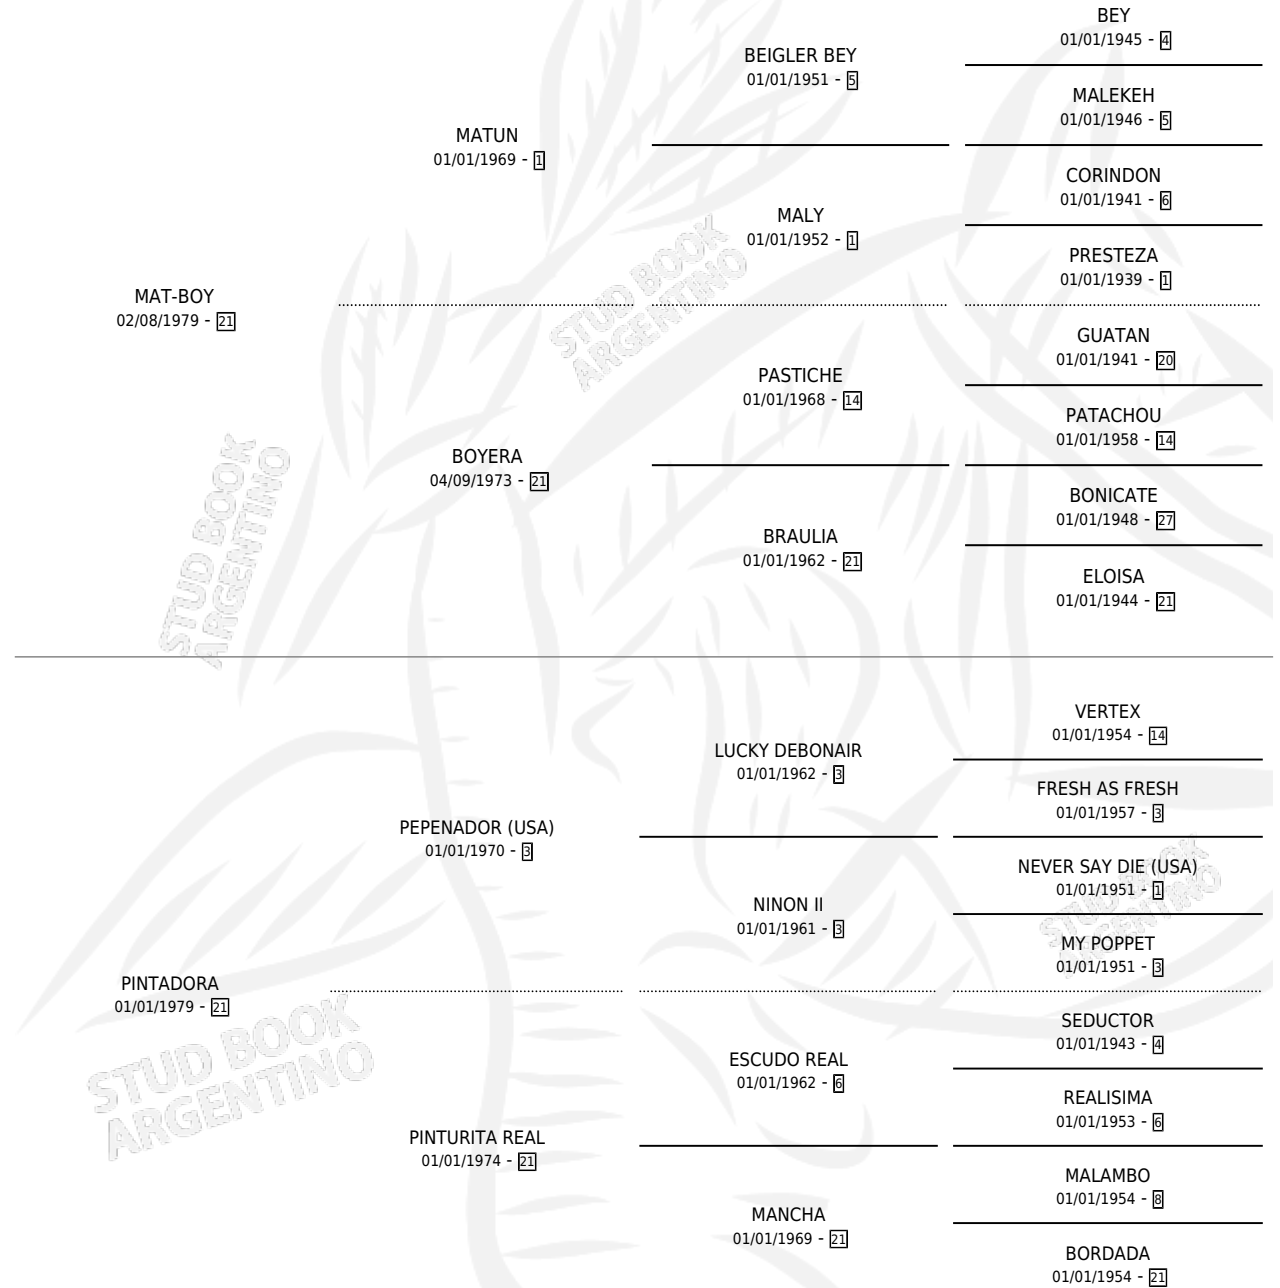 BEY
01/01/1945 - 4
BEIGLER BEY
01/01/1951 - 5
MALEKEH
01/01/1946 - 5
MATUN
01/01/1969 - 1
CORINDON
01/01/1941 - 6
MALY
01/01/1952 - 1
PRESTEZA
01/01/1939 - 1
MAT-BOY
02/08/1979 - 21
GUATAN
01/01/1941 - 20
PASTICHE
01/01/1968 - 14
PATACHOU
01/01/1958 - 14
BOYERA
04/09/1973 - 21
BONICATE
01/01/1948 - 27
BRAULIA
01/01/1962 - 21
ELOISA
01/01/1944 - 21
VERTEX
01/01/1954 - 14
LUCKY DEBONAIR
01/01/1962 - 3
FRESH AS FRESH
01/01/1957 - 3
PEPENADOR (USA)
01/01/1970 - 3
NEVER SAY DIE (USA)
01/01/1951 - 1
NINON II
01/01/1961 - 3
MY POPPET
01/01/1951 - 3
PINTADORA
01/01/1979 - 21
SEDUCTOR
01/01/1943 - 4
ESCUDO REAL
01/01/1962 - 6
REALISIMA
01/01/1953 - 6
PINTURITA REAL
01/01/1974 - 21
MALAMBO
01/01/1954 - 8
MANCHA
01/01/1969 - 21
BORDADA
01/01/1954 - 21
STUD BOOK
ARGENTINO
STUD BOOK
ARGENTINO
STUD BOOK
ARGENTINO
STUD BOOK
ARGENTINO